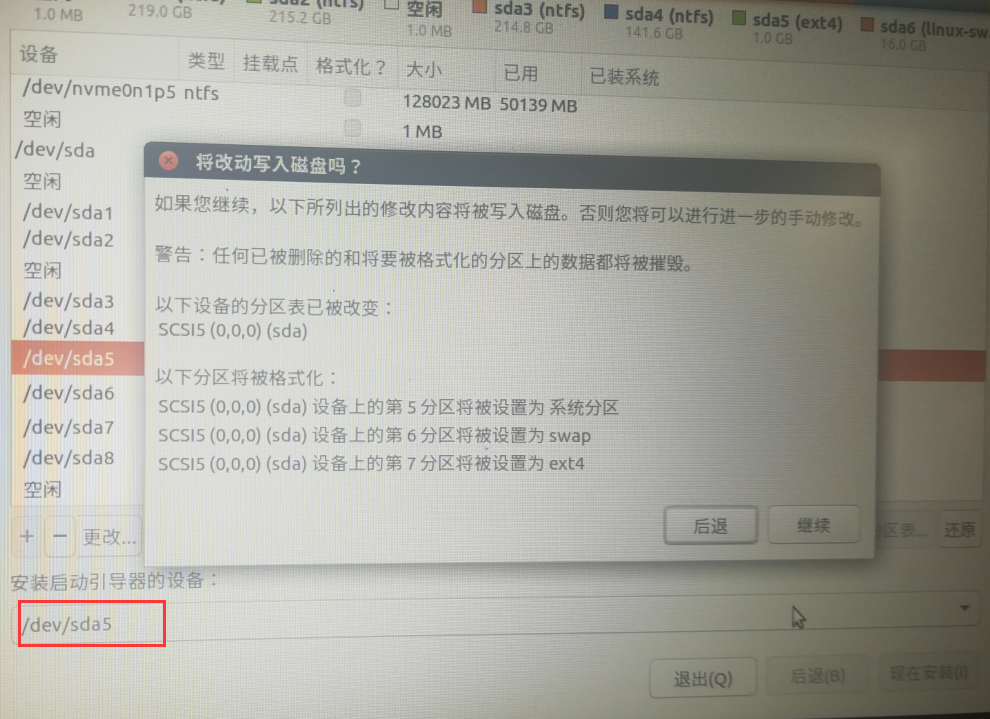 sda2 (ntfs) 空闲 sda3 (ntfs) sda4 (ntfs) sda5 (ext4) sda6 (linux-sw
1.0 MB 219.0 GB 215.2 GB 1.0 MB 214.8 GB 141.6 GB 1.0 GB 16.0 GB
设备 类型 挂载点 格式化？ 大小 已用 已装系统
/dev/nvme0n1p5 ntfs 128023 MB 50139 MB
空闲 1 MB
/dev/sda
空闲
/dev/sda1
/dev/sda2
空闲
/dev/sda3
/dev/sda4
/dev/sda5
/dev/sda6
/dev/sda7
/dev/sda8
空闲
将改动写入磁盘吗？
如果您继续，以下所列出的修改内容将被写入磁盘。否则您将可以进行进一步的手动修改。
警告：任何已被删除的和将要被格式化的分区上的数据都将被摧毁。
以下设备的分区表已被改变：
SCSI5 (0,0,0) (sda)
以下分区将被格式化：
SCSI5 (0,0,0) (sda) 设备上的第 5 分区将被设置为 系统分区
SCSI5 (0,0,0) (sda) 设备上的第 6 分区将被设置为 swap
SCSI5 (0,0,0) (sda) 设备上的第 7 分区将被设置为 ext4
后退 继续
+ − 更改... 区表... 还原
安装启动引导器的设备：
/dev/sda5
退出(Q) 后退(B) 现在安装(I)